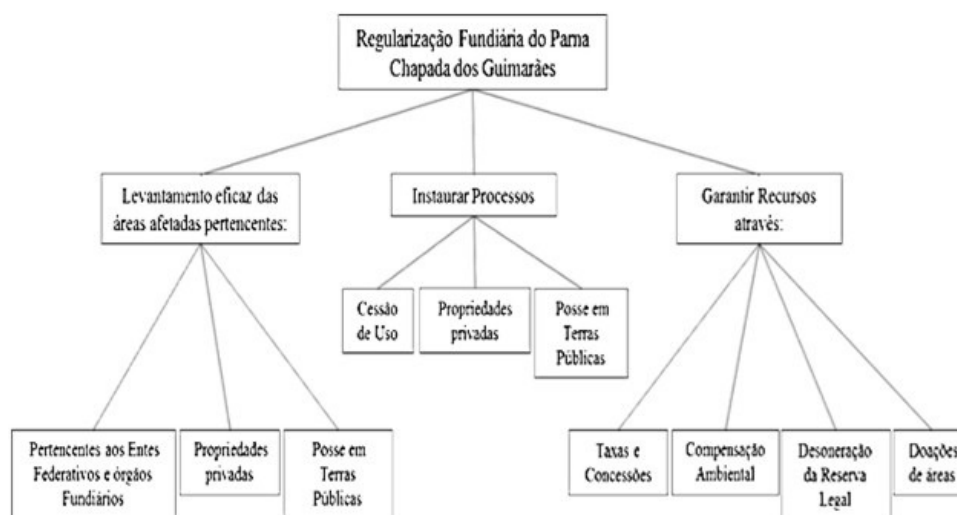 Regularização Fundiária do Parna
Chapada dos Guimarães
Levantamento eficaz das
áreas afetadas pertencentes:
Instaurar Processos
Garantir Recursos
através:
Cessão
de Uso
Propriedades
privadas
Posse em
Terras
Públicas
Pertencentes aos Entes
Federativos e órgãos
Fundiários
Propriedades
privadas
Posse em
Terras
Públicas
Taxas e
Concessões
Compensação
Ambiental
Desoneração
da Reserva
Legal
Doações
de áreas